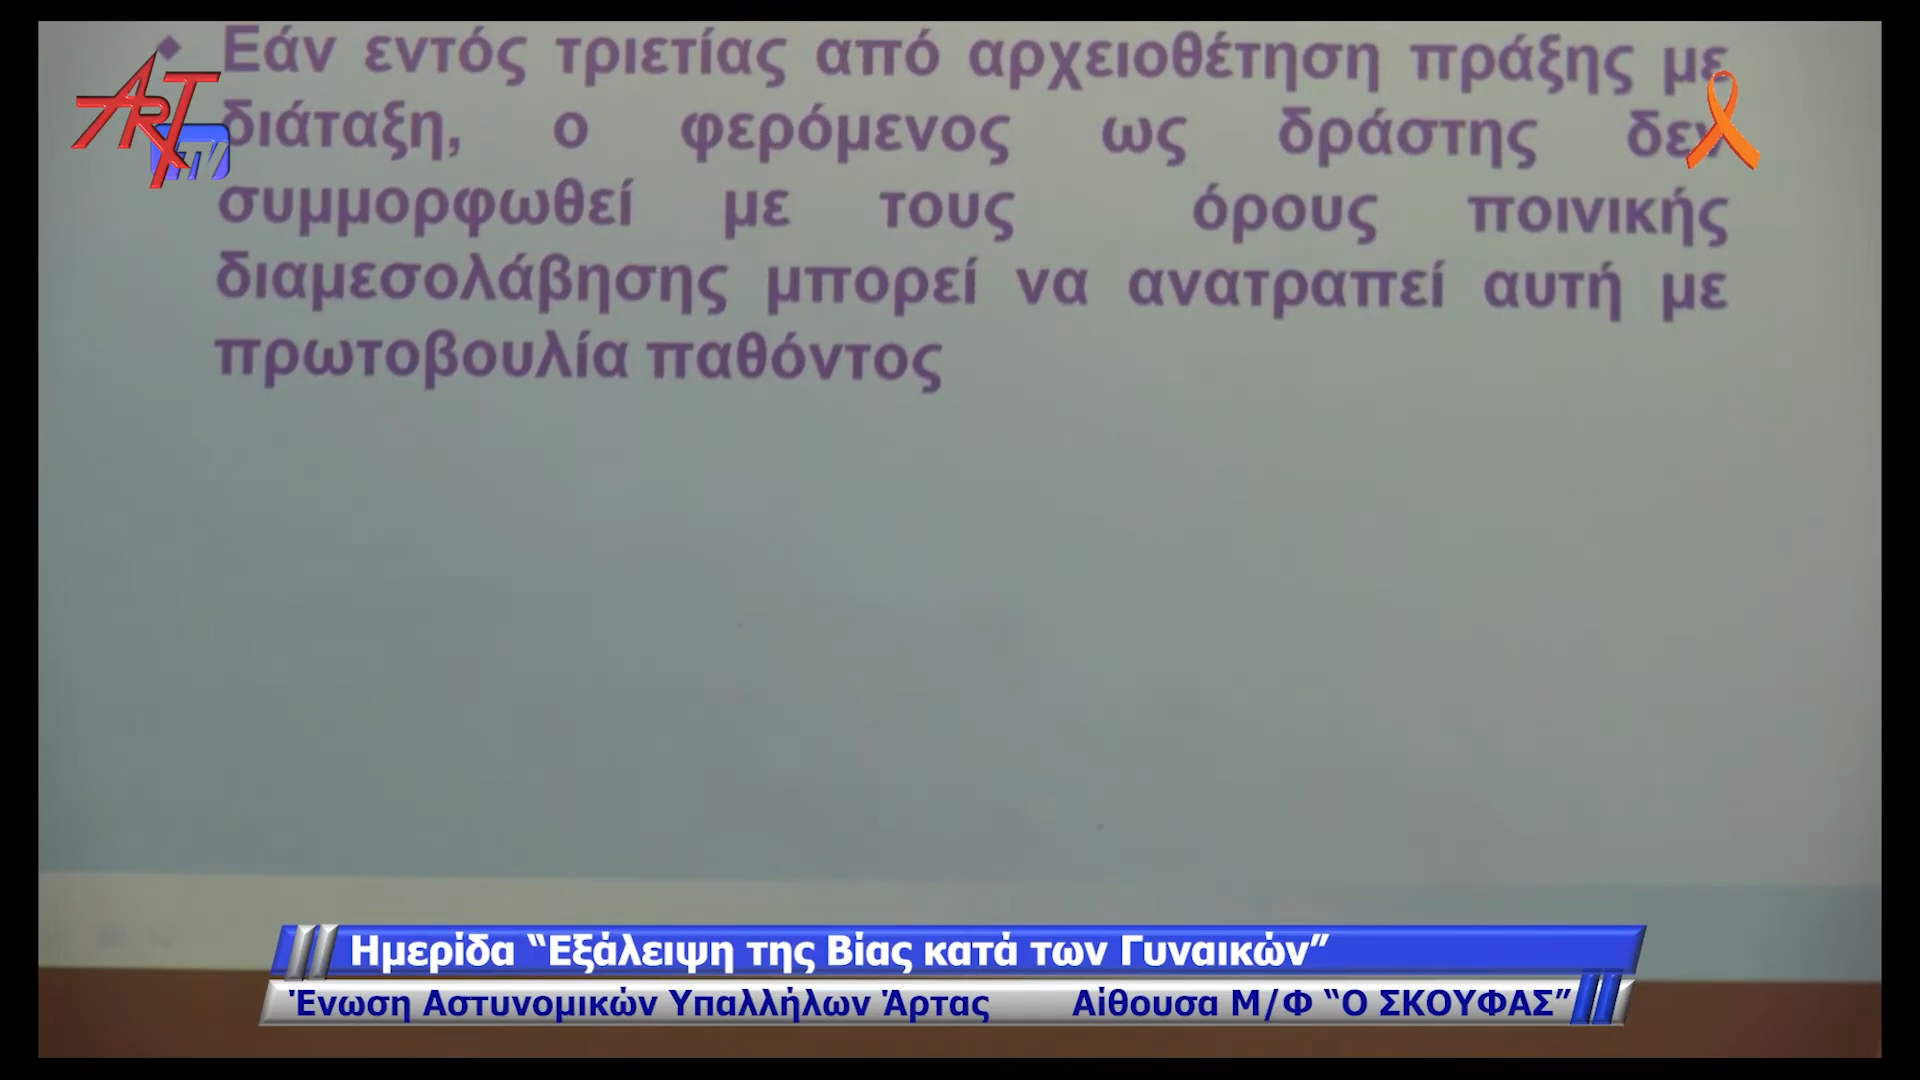 Εάν εντός τριετίας από αρχειοθέτηση πράξης με
διάταξη, ο φερόμενος ως δράστης δεν
συμμορφωθεί με τους όρους ποινικής
διαμεσολάβησης μπορεί να ανατραπεί αυτή με
πρωτοβουλία παθόντος
ART TV
Ημερίδα “Εξάλειψη της Βίας κατά των Γυναικών”
Ένωση Αστυνομικών Υπαλλήλων Άρτας Αίθουσα Μ/Φ “Ο ΣΚΟΥΦΑΣ”